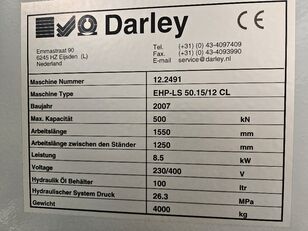 Darley
Emmastraat 90
6245 HZ Eijsden (L)
Nederland
Tel. (+31) (0) 43-4097409
Fax. (+31) (0) 43-4093990
E-mail service@darley.nl
Maschine Nummer 12.2491
Maschine Type EHP-LS 50.15/12 CL
Baujahr 2007
Max. Kapazität 500 kN
Arbeitslänge 1550 mm
Arbeitslänge zwischen den Ständer 1250 mm
Leistung 8.5 kW
Voltage 230/400 V
Hydraulik Öl Behälter 100 ltr
Hydraulischer System Druck 26.3 MPa
Gewicht 4000 kg